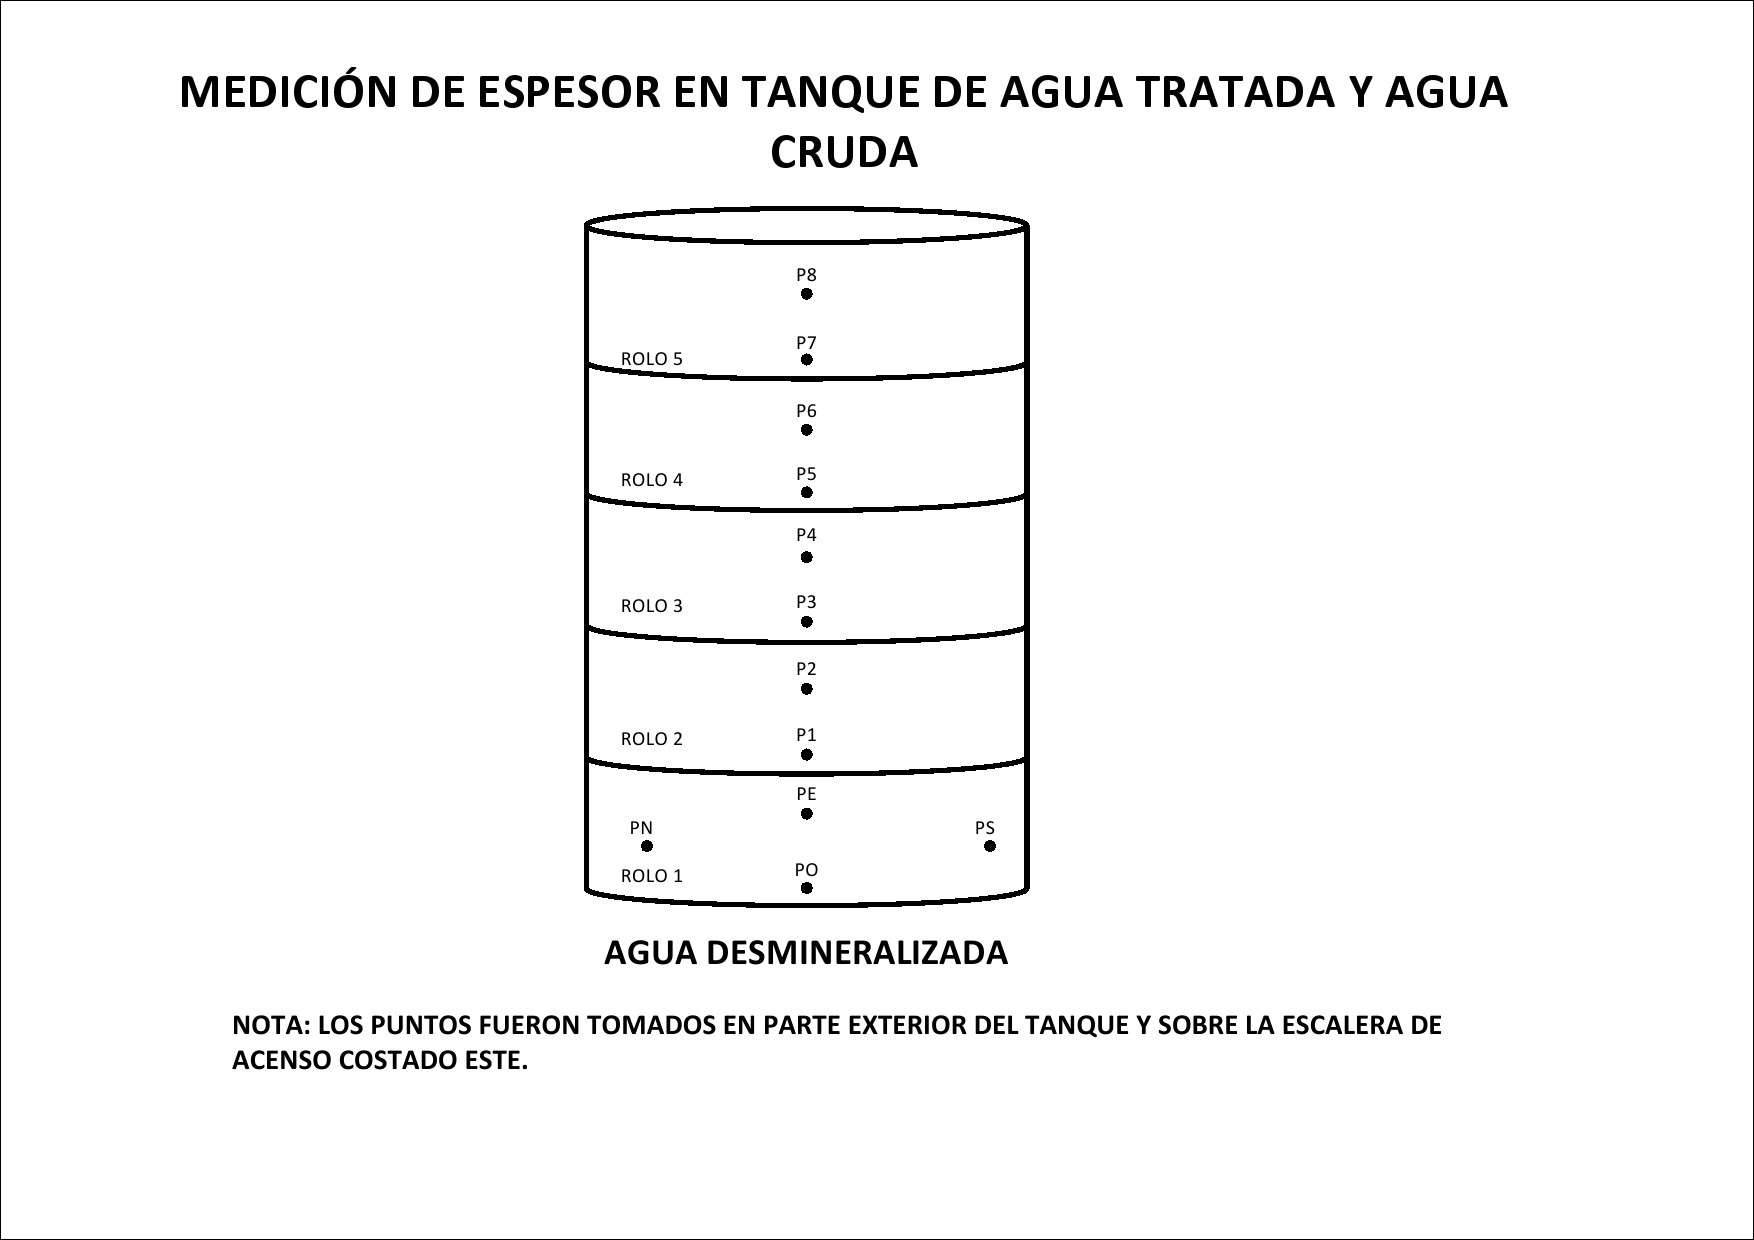 MEDICIÓN DE ESPESOR EN TANQUE DE AGUA TRATADA Y AGUA
CRUDA
P8
P7
ROLO 5
P6
P5
ROLO 4
P4
P3
ROLO 3
P2
P1
ROLO 2
PE
PN
PS
PO
ROLO 1
AGUA DESMINERALIZADA
NOTA: LOS PUNTOS FUERON TOMADOS EN PARTE EXTERIOR DEL TANQUE Y SOBRE LA ESCALERA DE
ACENSO COSTADO ESTE.